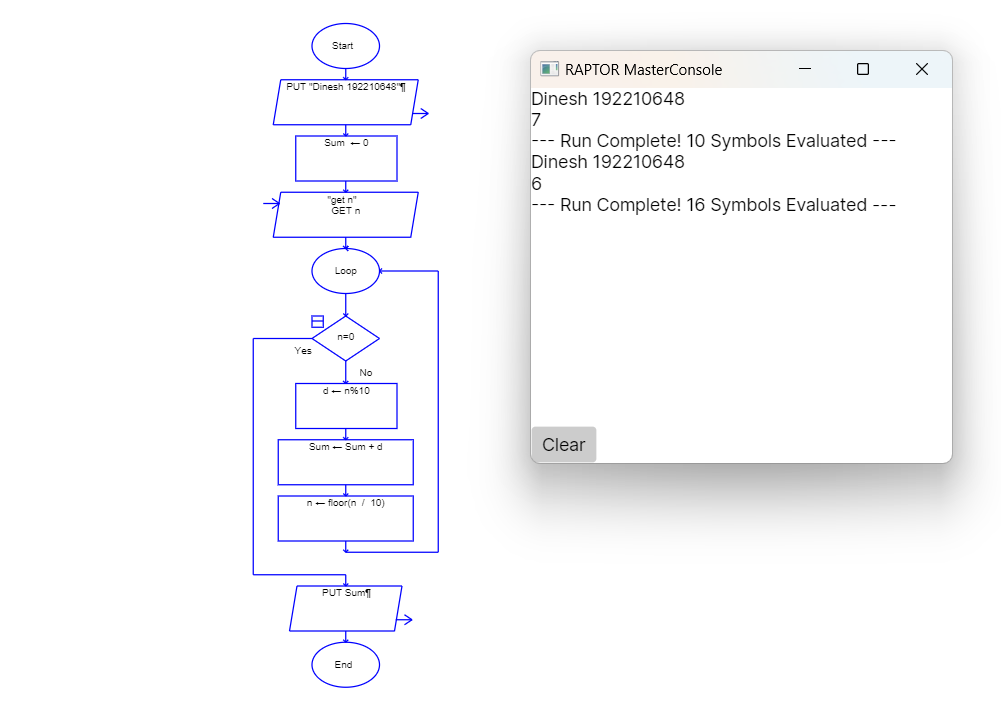 Start
PUT "Dinesh 192210648"¶
Sum ← 0
"get n"
GET n
Loop
n=0
Yes
No
d ← n%10
Sum ← Sum + d
n ← floor(n / 10)
PUT Sum¶
End
RAPTOR MasterConsole
Dinesh 192210648
7
--- Run Complete! 10 Symbols Evaluated ---
Dinesh 192210648
6
--- Run Complete! 16 Symbols Evaluated ---
Clear